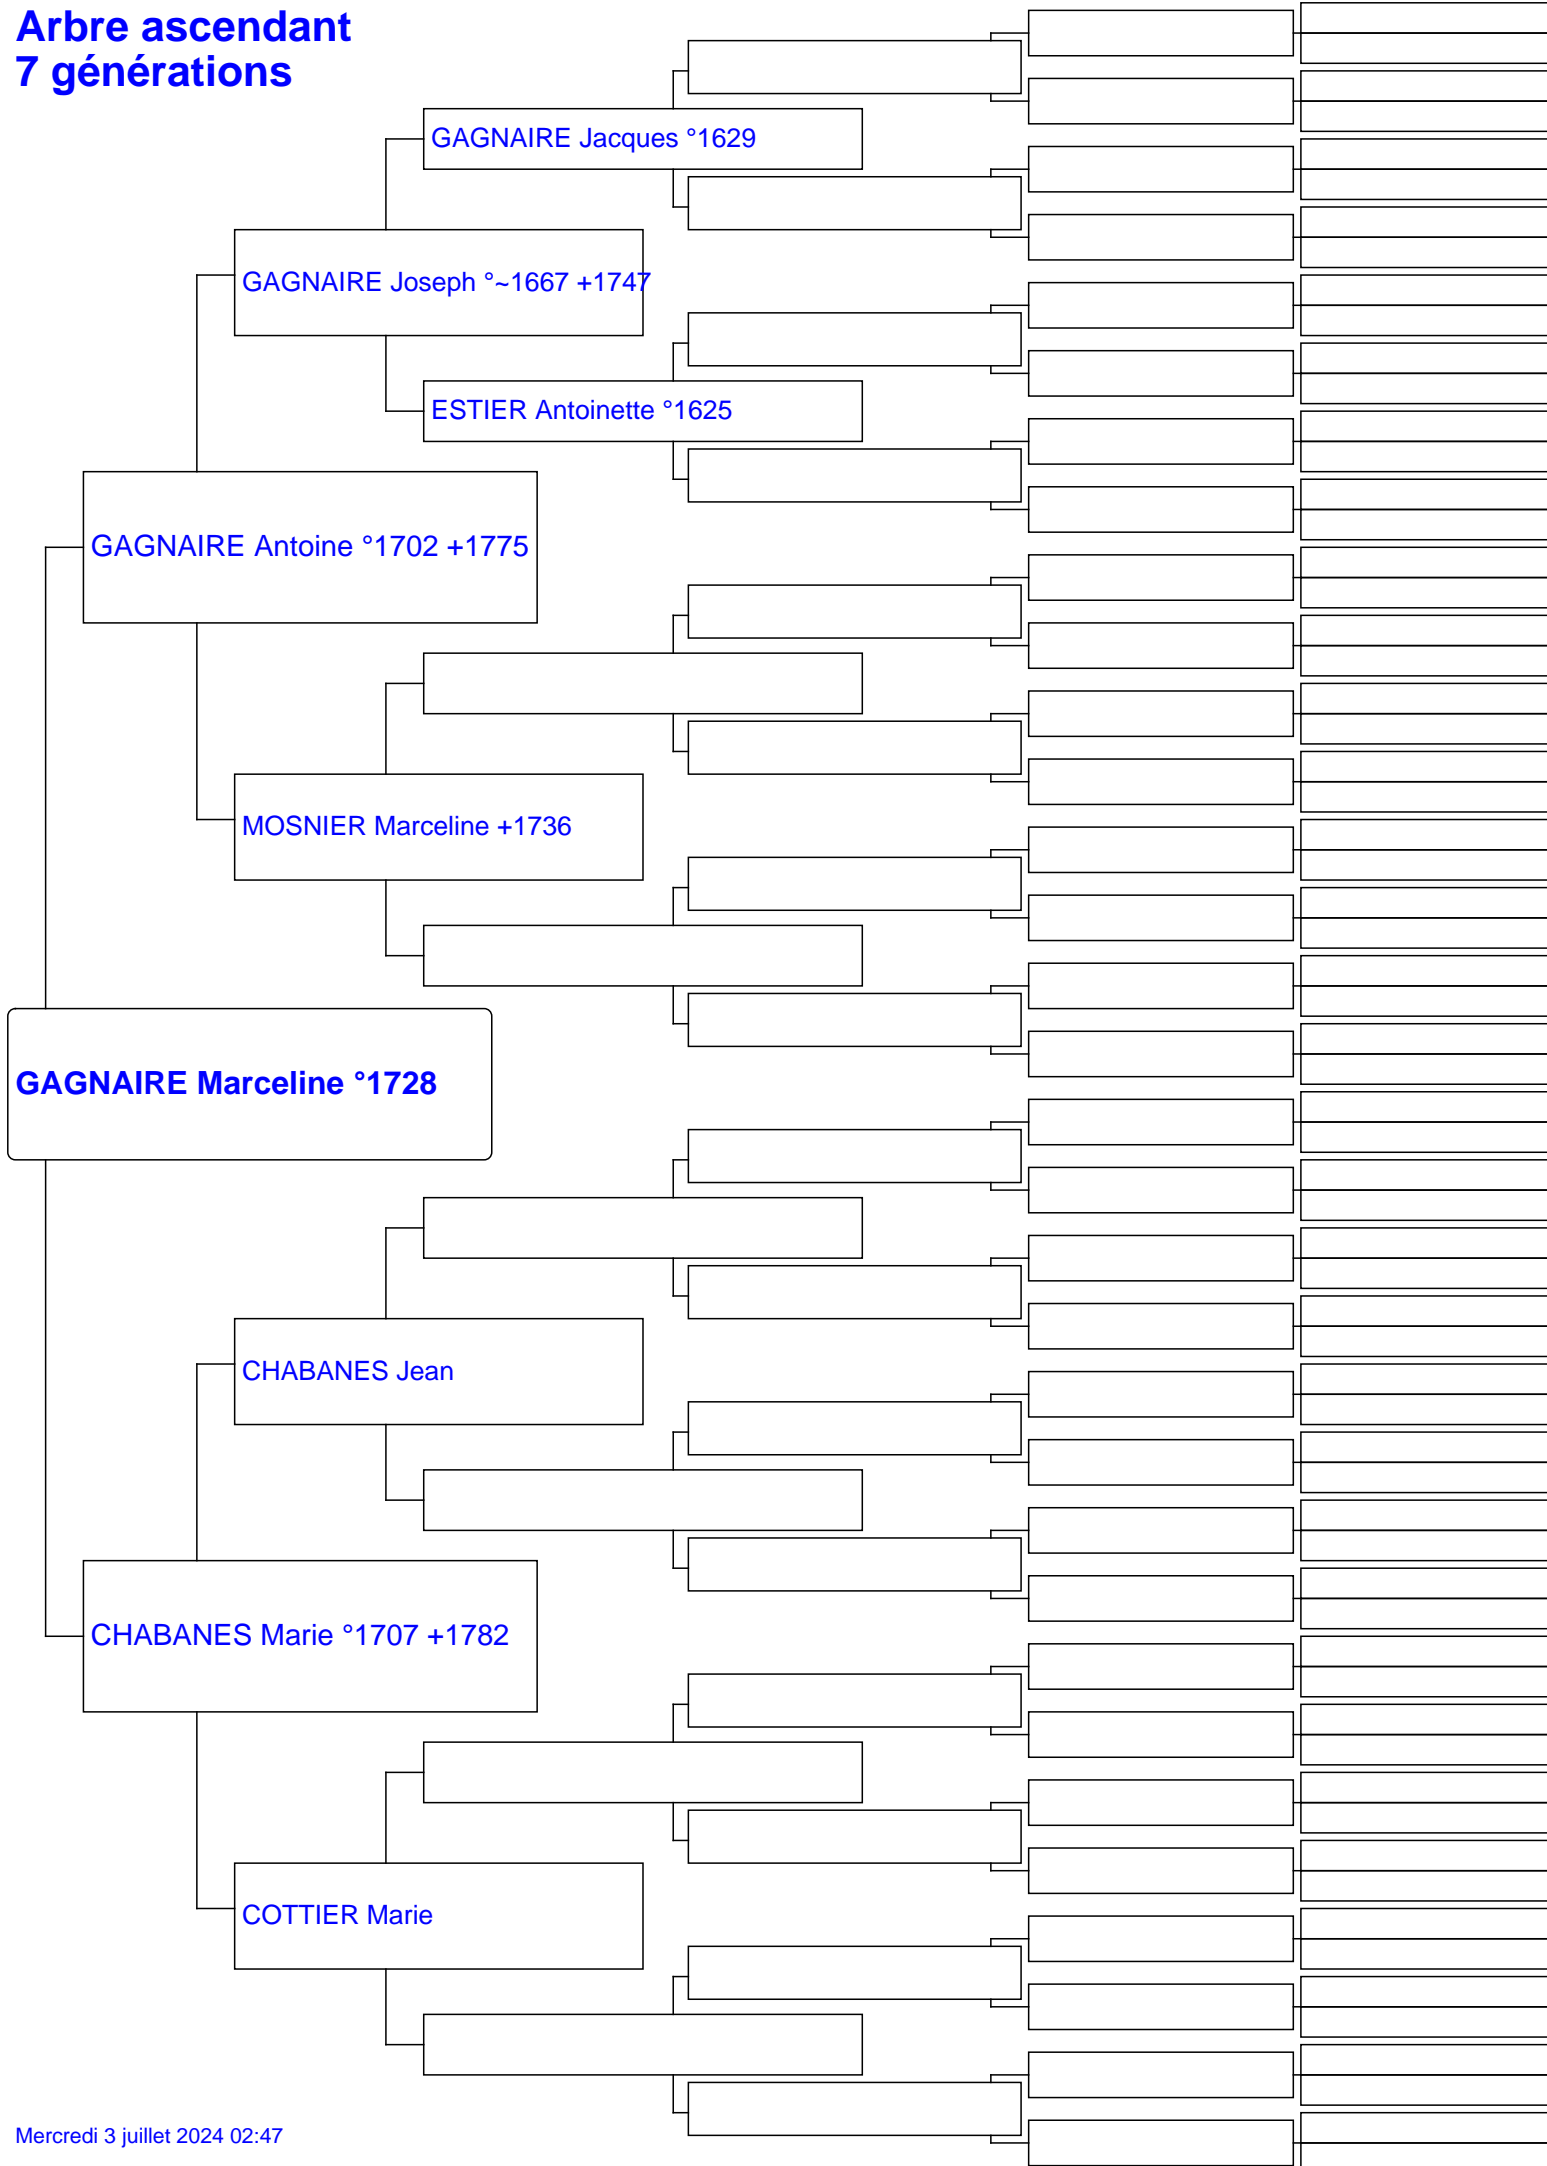 Arbre ascendant
7 générations
GAGNAIRE Jacques °1629
GAGNAIRE Joseph °~1667 +1747
ESTIER Antoinette °1625
GAGNAIRE Antoine °1702 +1775
MOSNIER Marceline +1736
GAGNAIRE Marceline °1728
CHABANES Jean
CHABANES Marie °1707 +1782
COTTIER Marie
Mercredi 3 juillet 2024 02:47